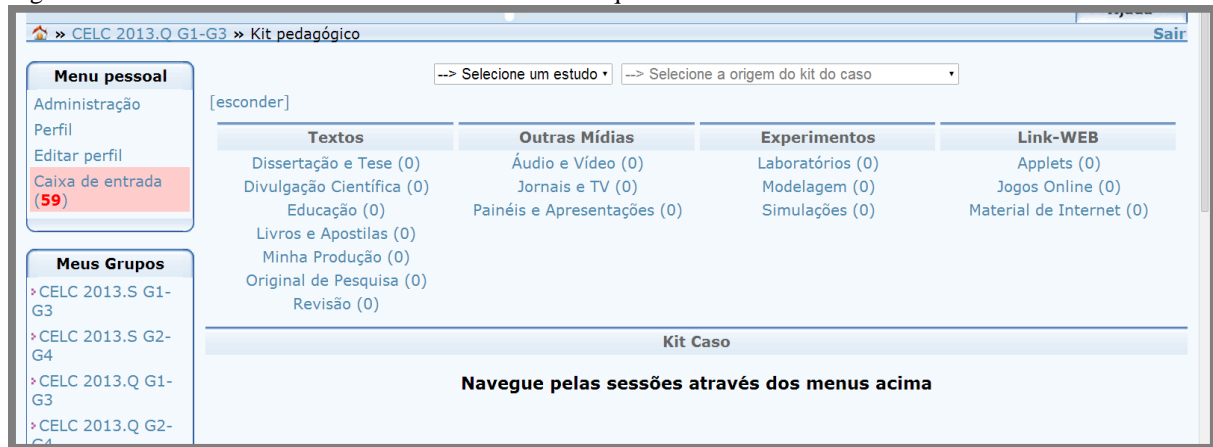 Ajuda
» CELC 2013.Q G1-G3 » Kit pedagógico
Sair
Menu pessoal
Administração
Perfil
Editar perfil
Caixa de entrada
(59)
Meus Grupos
CELC 2013.S G1-
G3
CELC 2013.S G2-
G4
CELC 2013.Q G1-
G3
CELC 2013.Q G2-
G4
--> Selecione um estudo
--> Selecione a origem do kit do caso
[esconder]
Textos
Dissertação e Tese (0)
Divulgação Científica (0)
Educação (0)
Livros e Apostilas (0)
Minha Produção (0)
Original de Pesquisa (0)
Revisão (0)
Outras Mídias
Áudio e Vídeo (0)
Jornais e TV (0)
Painéis e Apresentações (0)
Experimentos
Laboratórios (0)
Modelagem (0)
Simulações (0)
Link-WEB
Applets (0)
Jogos Online (0)
Material de Internet (0)
Kit Caso
Navegue pelas sessões através dos menus acima